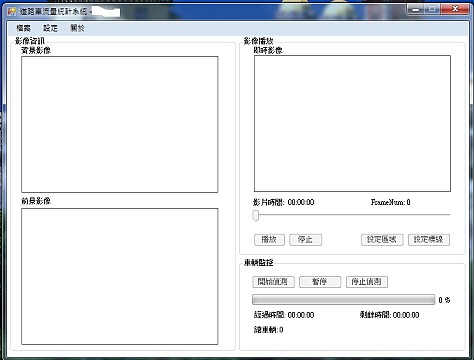 道路車流量統計系統 -
檔案 設定 關於
影像資訊
背景影像
前景影像
影像播放
即時影像
影片時間: 00:00:00 FrameNum: 0
播放 停止 設定區域 設定標線
車輛監控
開始偵測 暫停 停止偵測
0 %
經過時間: 00:00:00 剩餘時間: 00:00:00
總車輛: 0